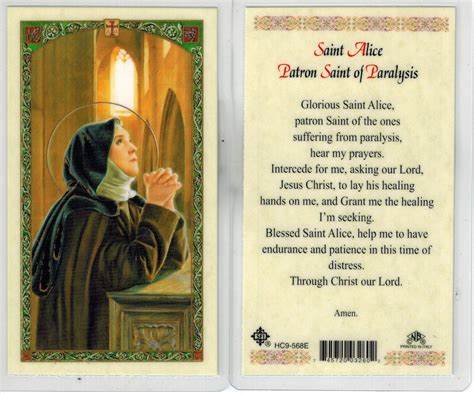 Saint Alice
Patron Saint of Paralysis
Glorious Saint Alice,
patron Saint of the ones
suffering from paralysis,
hear my prayers.
Intercede for me, asking our Lord,
Jesus Christ, to lay his healing
hands on me, and Grant me the healing
I'm seeking.
Blessed Saint Alice, help me to have
endurance and patience in this time of
distress.
Through Christ our Lord.
Amen.
HC9-568E
PRINTED IN ITALY